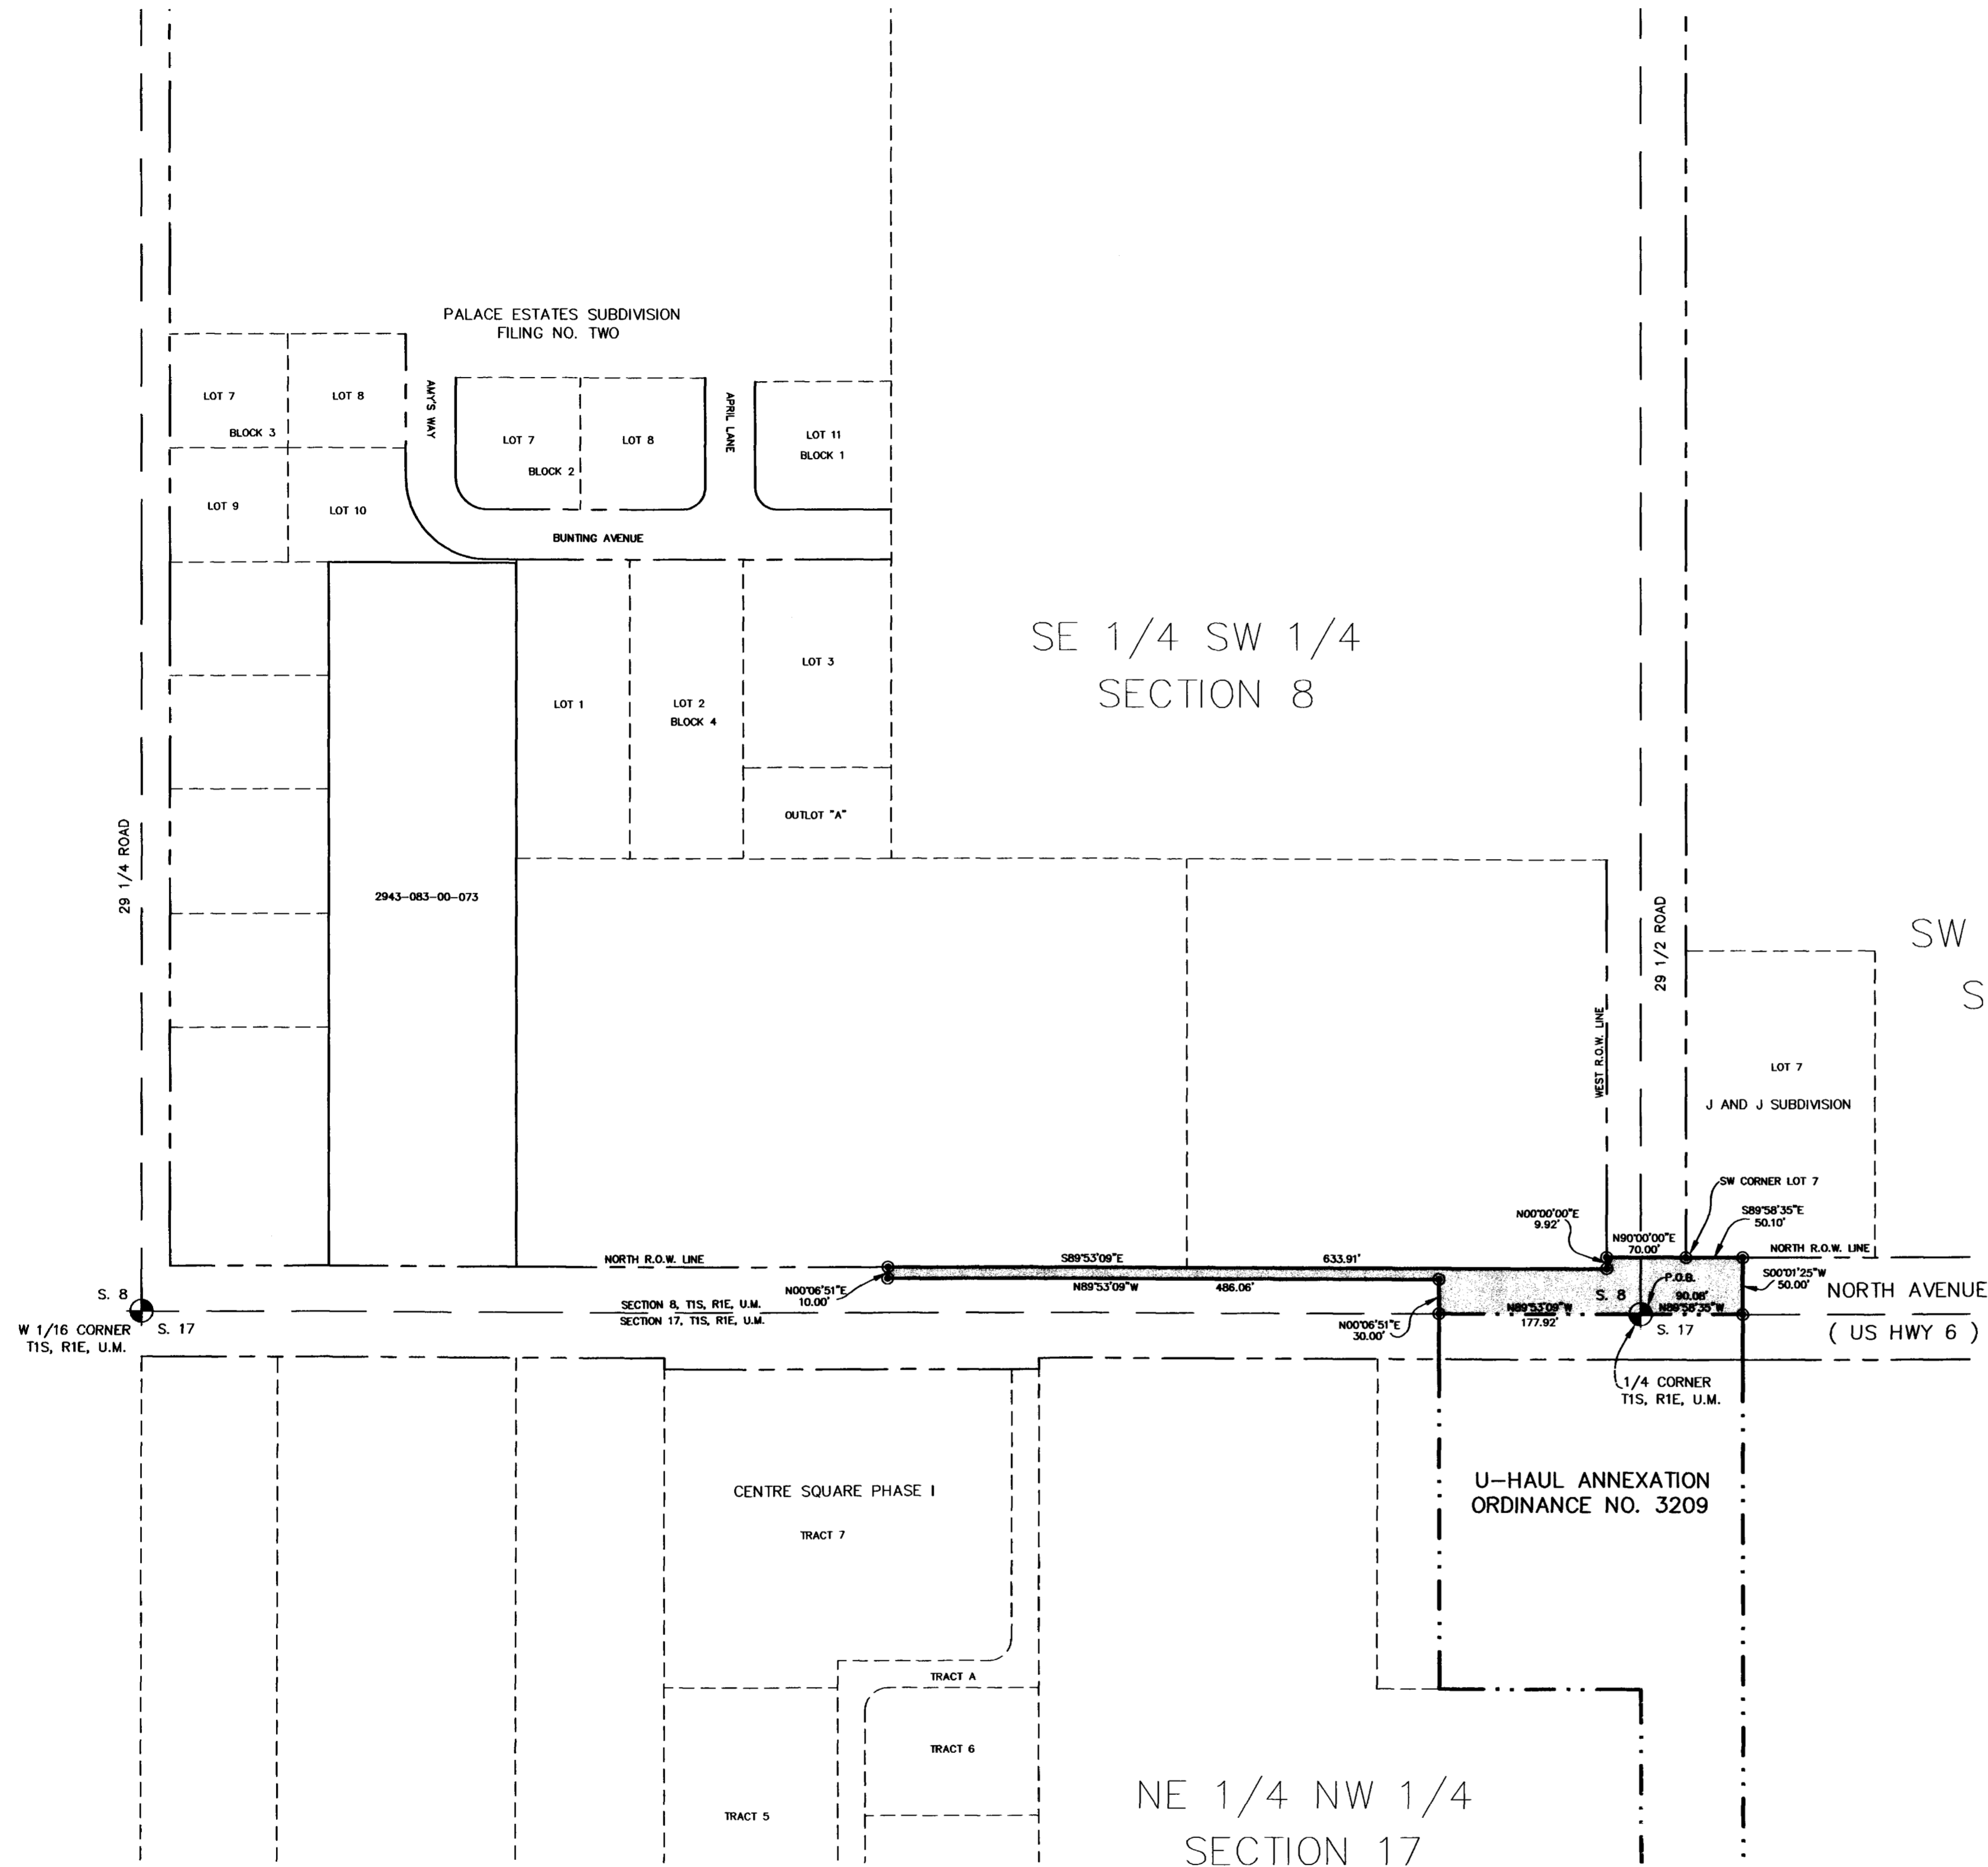 PALACE ESTATES SUBDIVISION
FILING NO. TWO
LOT 7
LOT 8
BLOCK 3
LOT 9
LOT 10
AMY'S WAY
LOT 7
LOT 8
BLOCK 2
APRIL LANE
LOT 11
BLOCK 1
BUNTING AVENUE
SE 1/4 SW 1/4
SECTION 8
LOT 1
LOT 2
BLOCK 4
LOT 3
OUTLOT "A"
29 1/4 ROAD
2943-083-00-073
29 1/2 ROAD
WEST R.O.W. LINE
SW
S
LOT 7
J AND J SUBDIVISION
SW CORNER LOT 7
N00°00'00"E
9.92'
N90°00'00"E
70.00'
S89°58'35"E
50.10'
NORTH R.O.W. LINE
NORTH R.O.W. LINE
S89°53'09"E 633.91'
N00°06'51"E
10.00'
N89°53'09"W 486.06'
S00°01'25"W
50.00'
P.O.B.
S. 8
90.08'
N89°58'35"W
N89°53'09"W
177.92'
N00°06'51"E
30.00'
S. 17
NORTH AVENUE
( US HWY 6 )
S. 8
S. 17
W 1/16 CORNER
T1S, R1E, U.M.
SECTION 8, T1S, R1E, U.M.
SECTION 17, T1S, R1E, U.M.
1/4 CORNER
T1S, R1E, U.M.
U-HAUL ANNEXATION
ORDINANCE NO. 3209
CENTRE SQUARE PHASE I
TRACT 7
TRACT A
TRACT 6
TRACT 5
NE 1/4 NW 1/4
SECTION 17